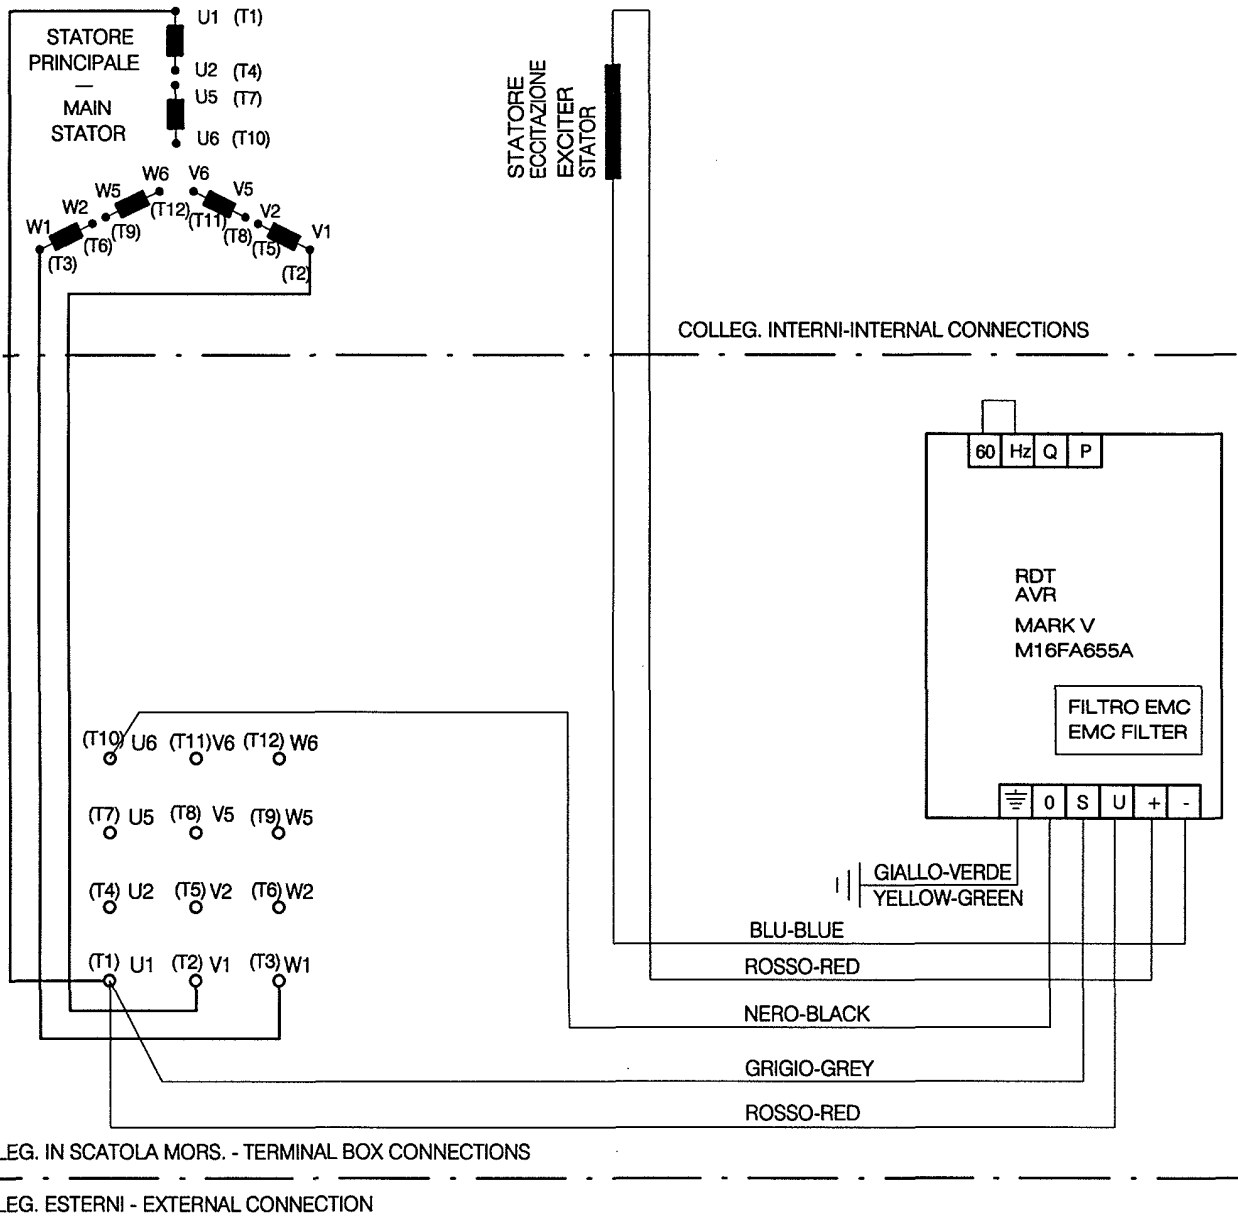 U1 (T1)
STATORE
PRINCIPALE
—
MAIN
STATOR
U2 (T4)
U5 (T7)
U6 (T10)
W6 V6
W5 V5
W2 V2
W1 V1
(T12) (T11)
(T9) (T8)
(T6) (T5)
(T3) (T2)
STATORE
ECCITAZIONE
EXCITER
STATOR
COLLEG. INTERNI-INTERNAL CONNECTIONS
60 Hz Q P
RDT
AVR
MARK V
M16FA655A
FILTRO EMC
EMC FILTER
0 S U + -
(T10) U6 (T11) V6 (T12) W6
(T7) U5 (T8) V5 (T9) W5
(T4) U2 (T5) V2 (T6) W2
(T1) U1 (T2) V1 (T3) W1
GIALLO-VERDE
YELLOW-GREEN
BLU-BLUE
ROSSO-RED
NERO-BLACK
GRIGIO-GREY
ROSSO-RED
LEG. IN SCATOLA MORS. - TERMINAL BOX CONNECTIONS
LEG. ESTERNI - EXTERNAL CONNECTION